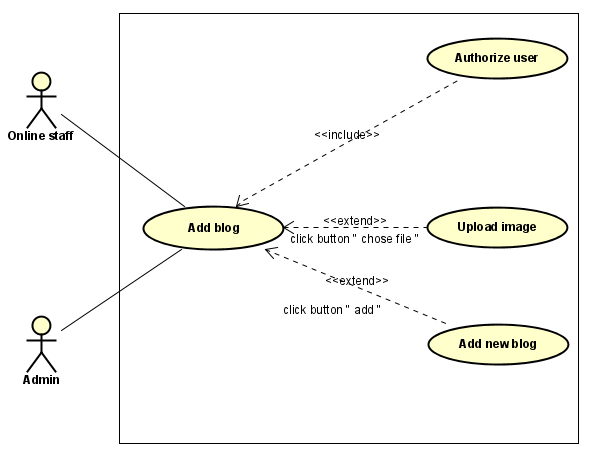 Authorize user
Online staff
<<include>>
Add blog
<<extend>>
click button " chose file "
Upload image
<<extend>>
click button " add "
Add new blog
Admin